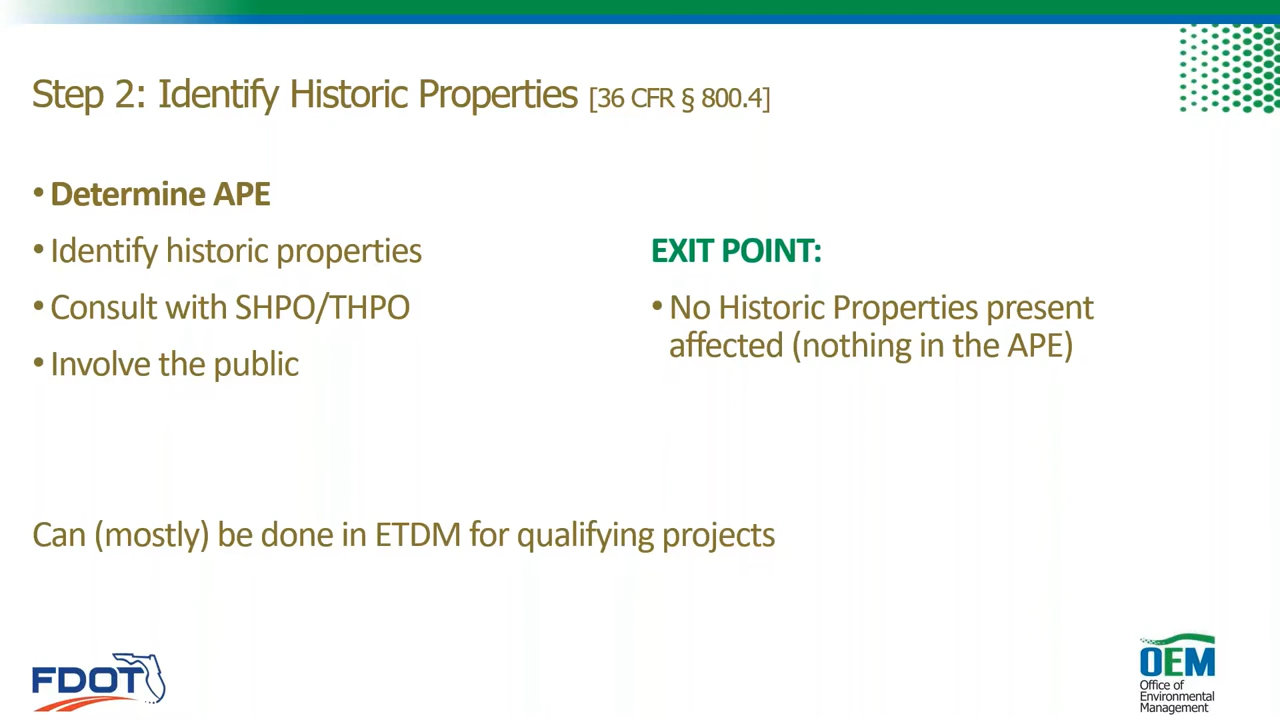 Step 2: Identify Historic Properties [36 CFR § 800.4]
• Determine APE
• Identify historic properties
• Consult with SHPO/THPO
• Involve the public
EXIT POINT:
• No Historic Properties present
affected (nothing in the APE)
Can (mostly) be done in ETDM for qualifying projects
FDOT
OEM
Office of
Environmental
Management